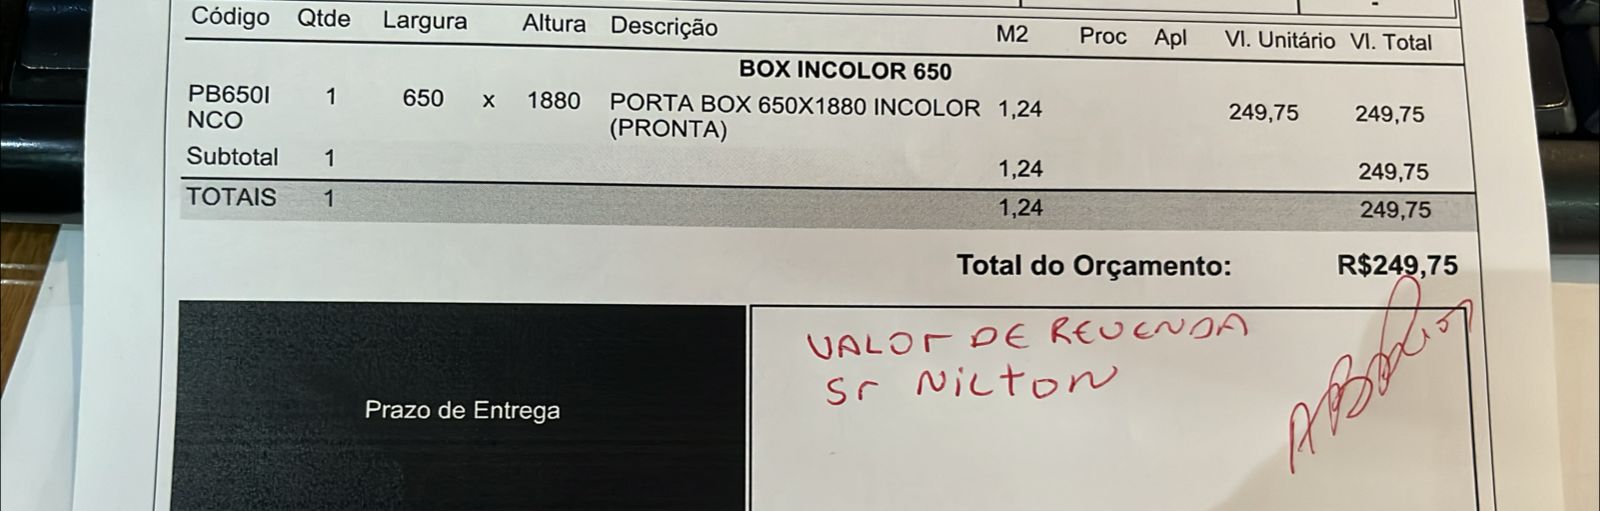 Código Qtde Largura Altura Descrição M2 Proc Apl Vl. Unitário Vl. Total
BOX INCOLOR 650
PB650I 1 650 x 1880 PORTA BOX 650X1880 INCOLOR 1,24 249,75 249,75
NCO (PRONTA)
Subtotal 1 1,24 249,75
TOTAIS 1 1,24 249,75
Total do Orçamento: R$249,75
VALOR DE REVENDA
Sr NILTON
Prazo de Entrega